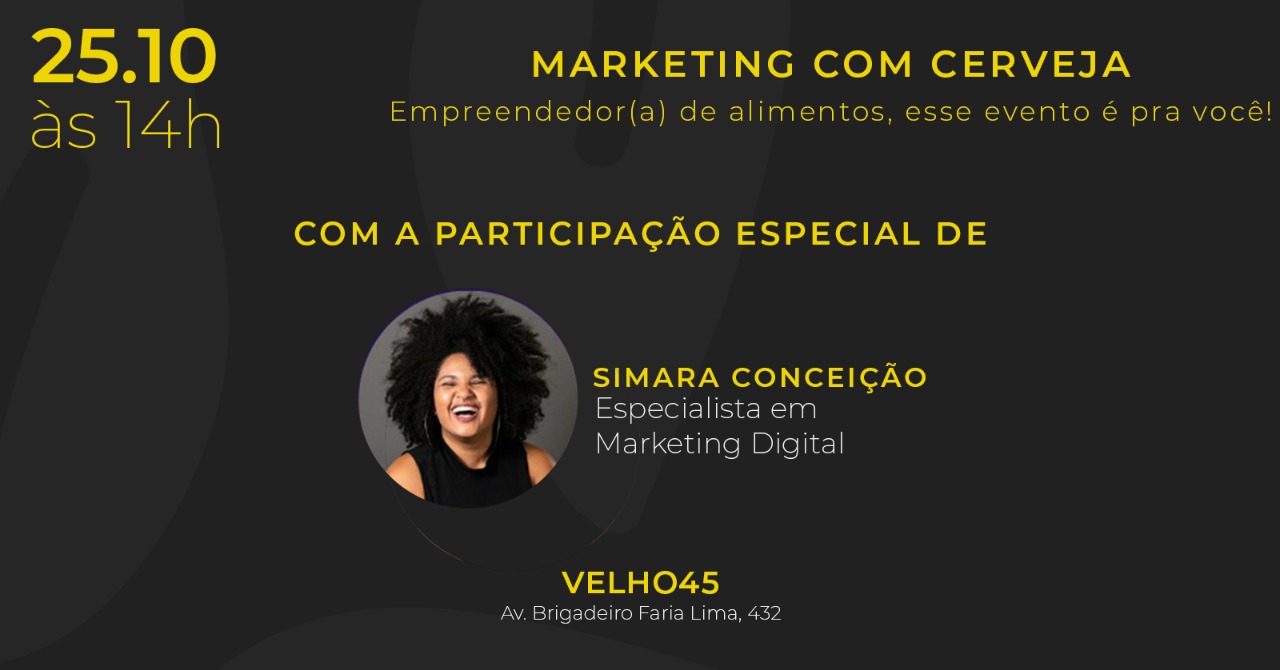 25.10
às 14h
MARKETING COM CERVEJA
Empreendedor(a) de alimentos, esse evento é pra você!
COM A PARTICIPAÇÃO ESPECIAL DE
SIMARA CONCEIÇÃO
Especialista em
Marketing Digital
VELHO45
Av. Brigadeiro Faria Lima, 432